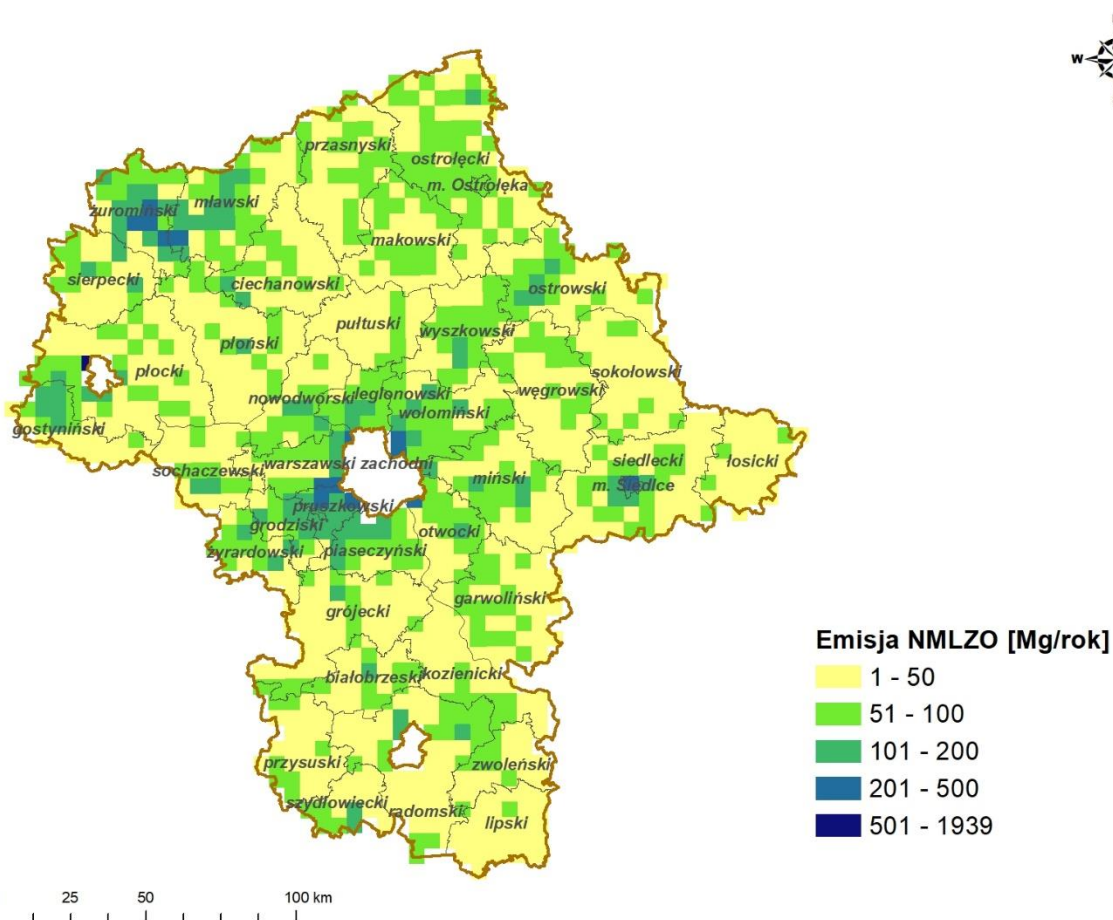 W
przasnyski
ostrołęcki
m. Ostrołęka
żuromiński
mławski
makowski
sierpecki
ciechanowski
ostrowski
pułtuski
wyszkowski
płoński
płocki
sokołowski
węgrowski
nowodworski
legionowski
wołomiński
gostyniński
sochaczewski
warszawski zachodni
siedlecki
łosicki
miński
m. Siedlce
pruszkowski
grodziski
otwocki
żyrardowski
piaseczyński
garwoliński
grójecki
białobrzeski
kozienicki
przysuski
zwoleński
szydłowiecki
radomski
lipski
Emisja NMLZO [Mg/rok]
1 - 50
51 - 100
101 - 200
201 - 500
501 - 1939
25 50 100 km